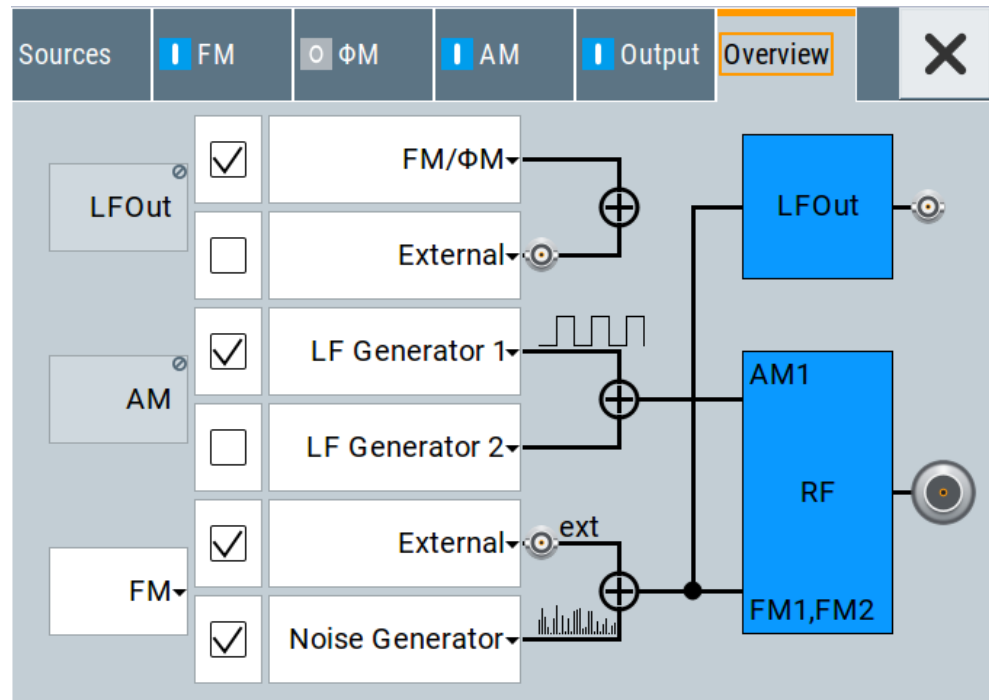 Sources
FM
ΦM
AM
Output
Overview
LFOut
FM/ΦM
External
LFOut
AM
LF Generator 1
LF Generator 2
AM1
RF
FM1,FM2
FM
External
ext
Noise Generator